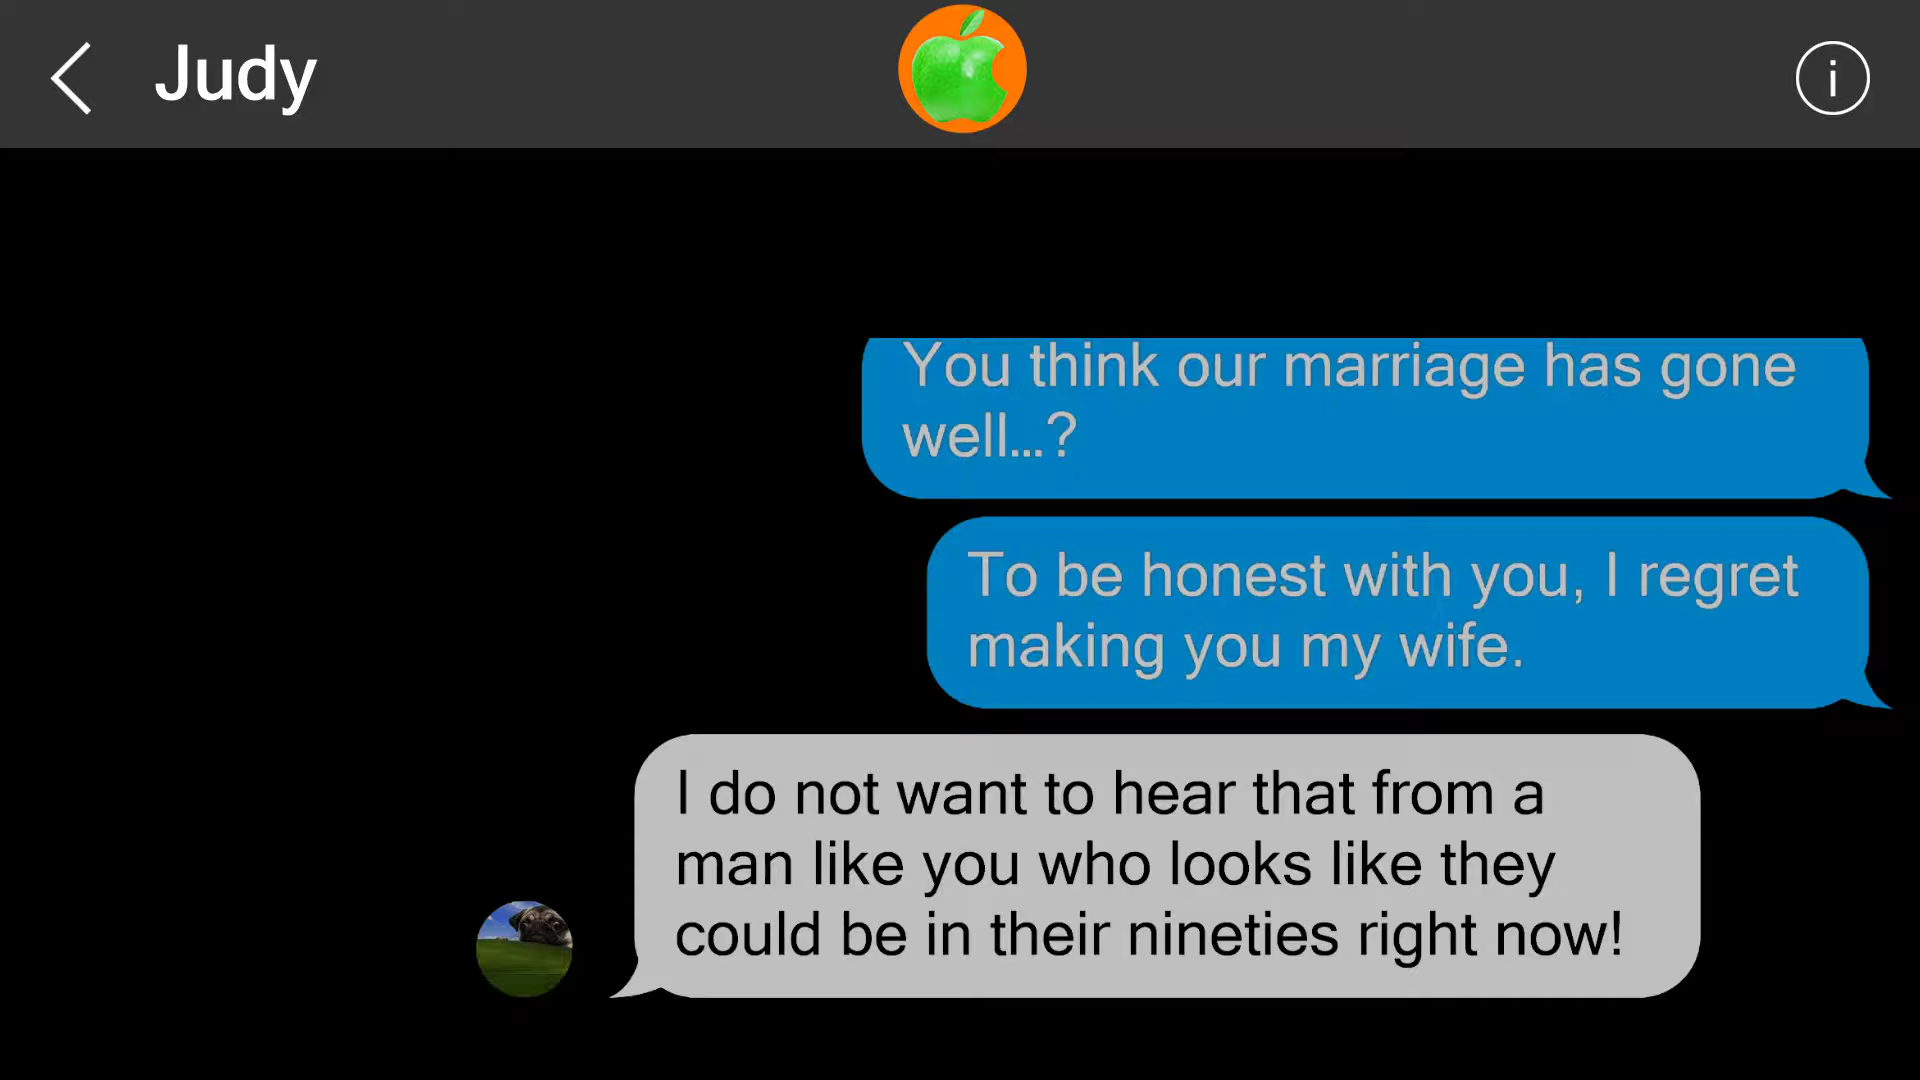 Judy
i
You think our marriage has gone
well...?
To be honest with you, I regret
making you my wife.
I do not want to hear that from a
man like you who looks like they
could be in their nineties right now!